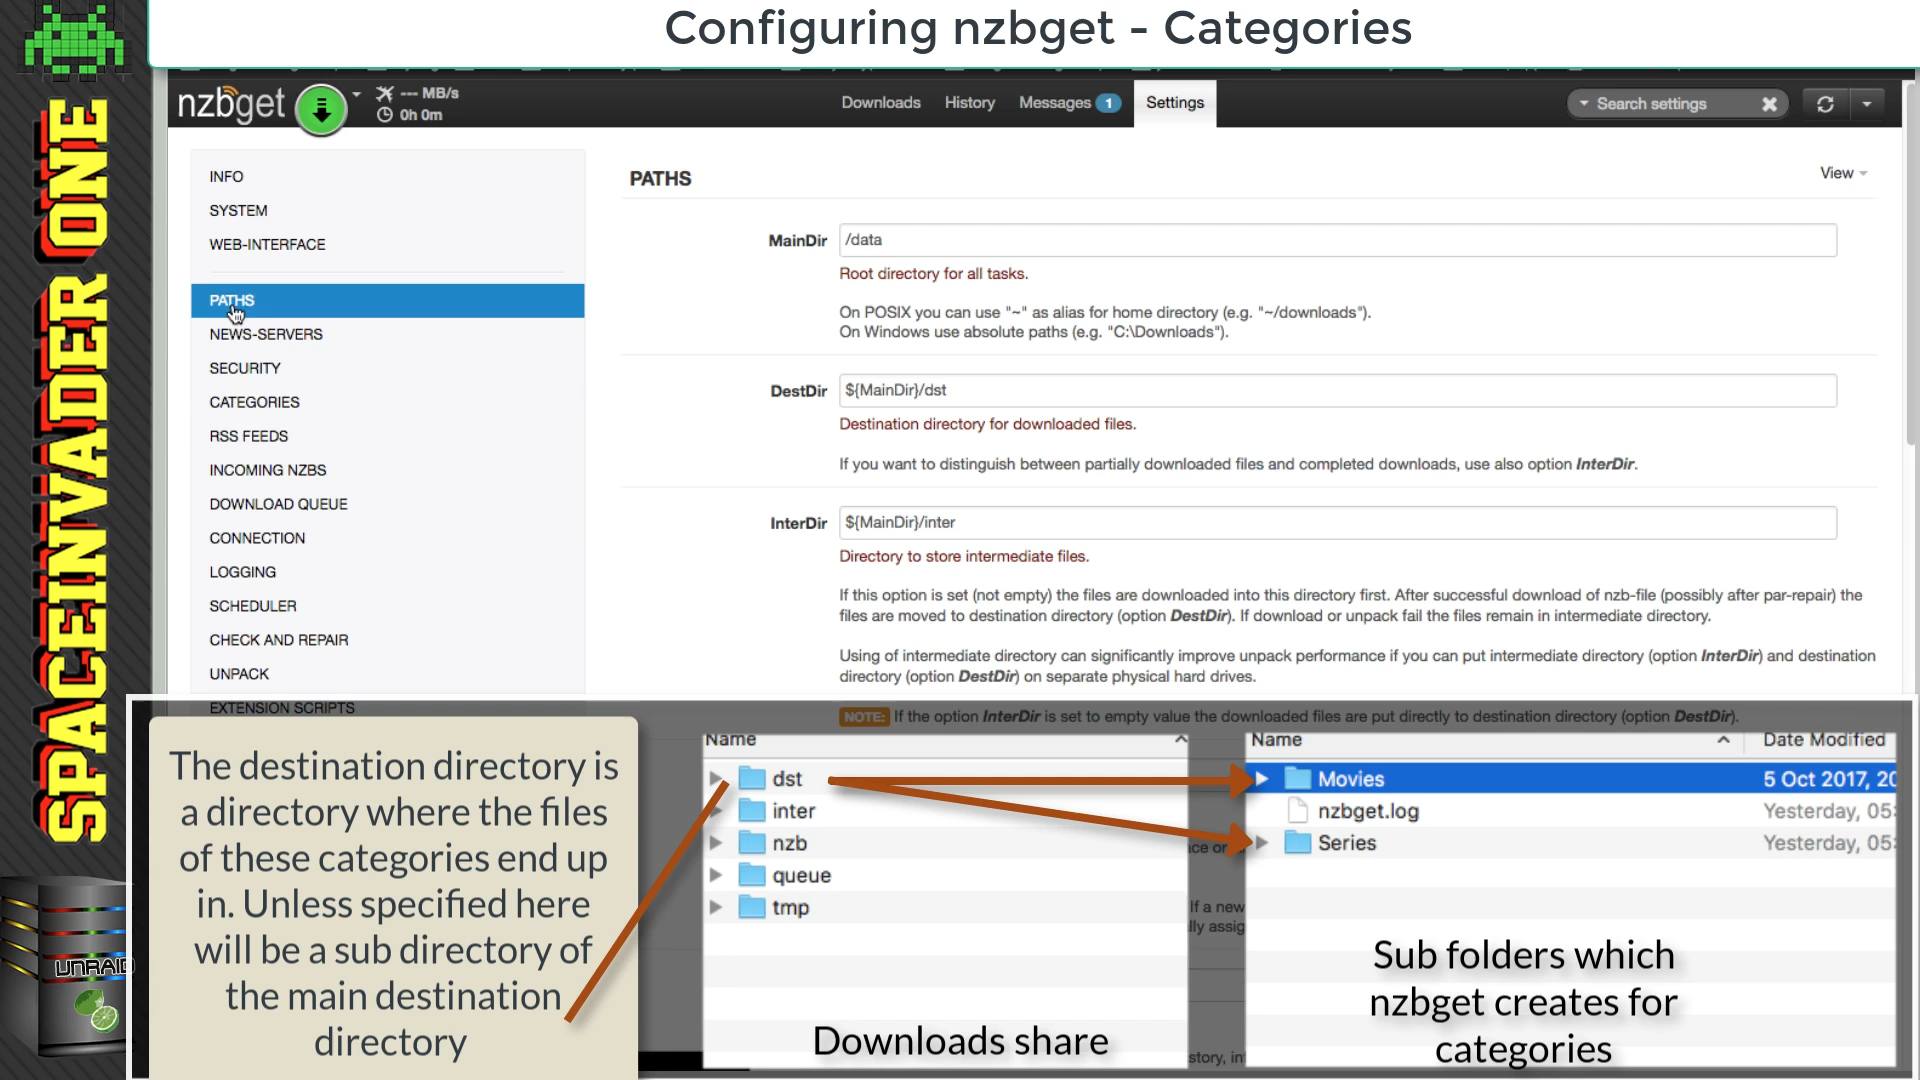 Configuring nzbget - Categories
SPACEINVADER ONE
nzbget
--- MB/s
0h 0m
Downloads
History
Messages 1
Settings
Search settings
INFO
SYSTEM
WEB-INTERFACE
PATHS
NEWS-SERVERS
SECURITY
CATEGORIES
RSS FEEDS
INCOMING NZBS
DOWNLOAD QUEUE
CONNECTION
LOGGING
SCHEDULER
CHECK AND REPAIR
UNPACK
EXTENSION SCRIPTS
PATHS
View
MainDir
/data
Root directory for all tasks.
On POSIX you can use "~" as alias for home directory (e.g. "~/downloads").
On Windows use absolute paths (e.g. "C:\Downloads").
DestDir
${MainDir}/dst
Destination directory for downloaded files.
If you want to distinguish between partially downloaded files and completed downloads, use also option InterDir.
InterDir
${MainDir}/inter
Directory to store intermediate files.
If this option is set (not empty) the files are downloaded into this directory first. After successful download of nzb-file (possibly after par-repair) the
files are moved to destination directory (option DestDir). If download or unpack fail the files remain in intermediate directory.
Using of intermediate directory can significantly improve unpack performance if you can put intermediate directory (option InterDir) and destination
directory (option DestDir) on separate physical hard drives.
NOTE: If the option InterDir is set to empty value the downloaded files are put directly to destination directory (option DestDir).
The destination directory is
a directory where the files
of these categories end up
in. Unless specified here
will be a sub directory of
the main destination
directory
Name
dst
inter
nzb
queue
tmp
Downloads share
ce or
If a new
lly assig
story, in
Name
Date Modified
Movies
5 Oct 2017, 20
nzbget.log
Yesterday, 05:
Series
Yesterday, 05:
Sub folders which
nzbget creates for
categories
UNRAID